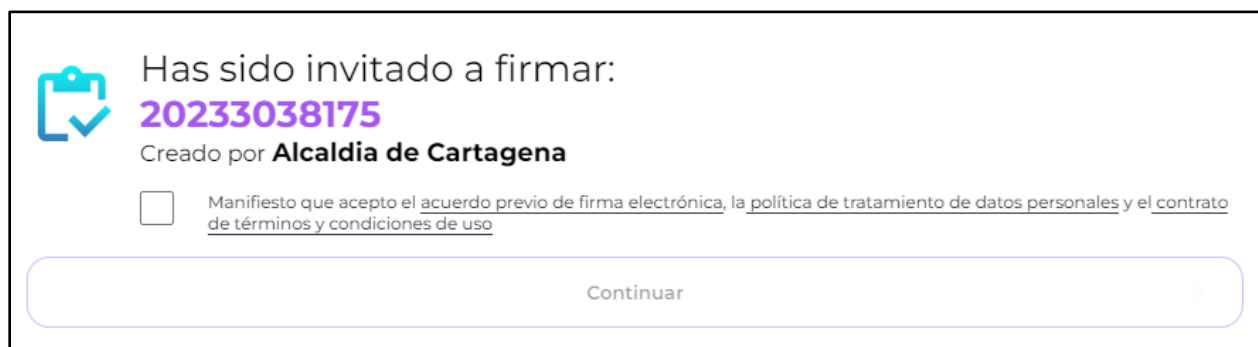 Has sido invitado a firmar:
20233038175
Creado por Alcaldia de Cartagena
Manifiesto que acepto el acuerdo previo de firma electrónica, la política de tratamiento de datos personales y el contrato
de términos y condiciones de uso
Continuar